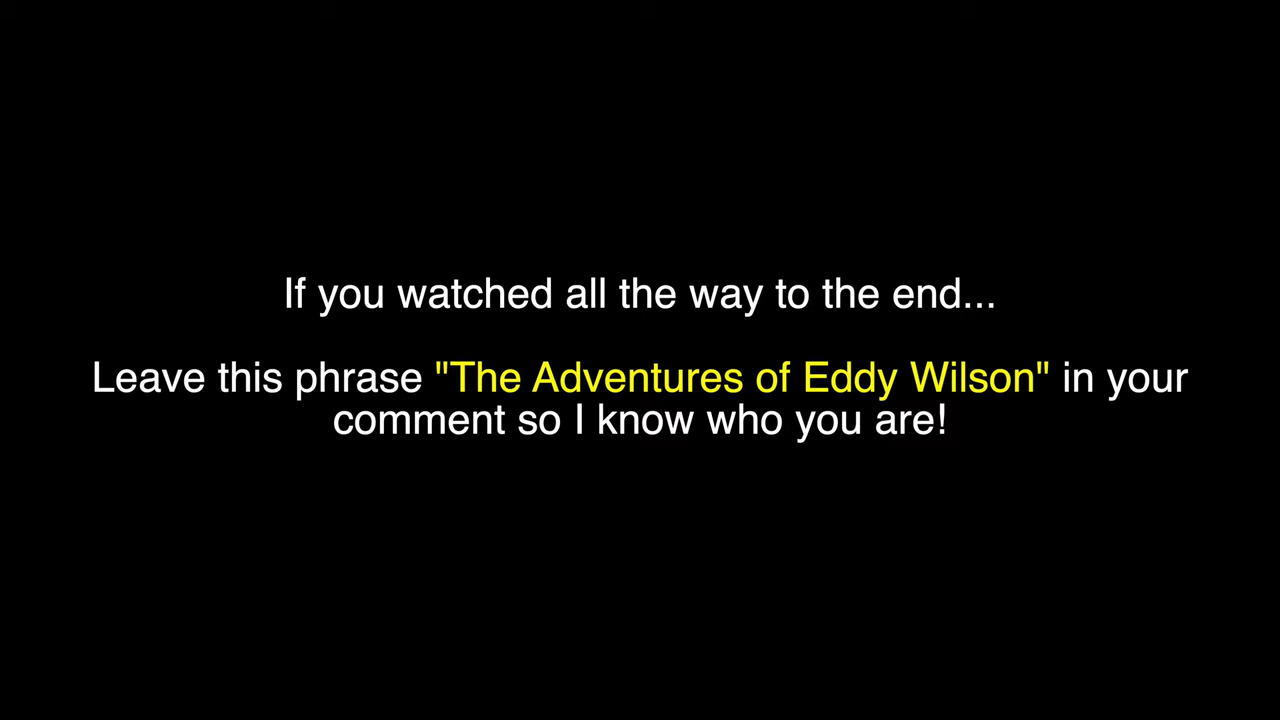 If you watched all the way to the end...
Leave this phrase "The Adventures of Eddy Wilson" in your
comment so I know who you are!